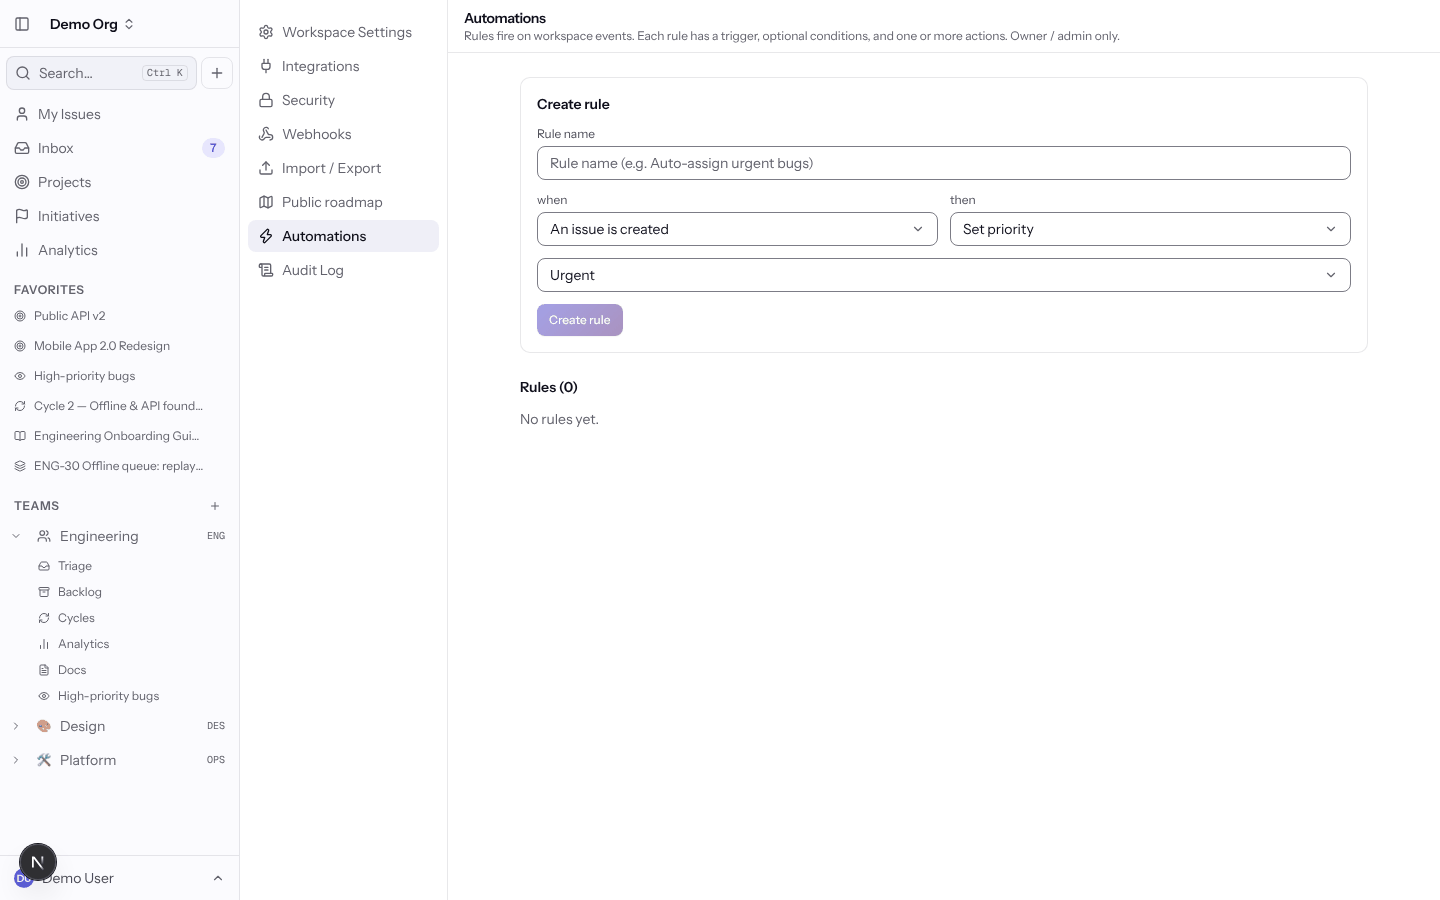 Demo Org
Search...
Ctrl K
My Issues
Inbox
7
Projects
Initiatives
Analytics
FAVORITES
Public API v2
Mobile App 2.0 Redesign
High-priority bugs
Cycle 2 — Offline & API found...
Engineering Onboarding Gui...
ENG-30 Offline queue: replay...
TEAMS
Engineering
ENG
Triage
Backlog
Cycles
Analytics
Docs
High-priority bugs
Design
DES
Platform
OPS
N
Demo User
Workspace Settings
Integrations
Security
Webhooks
Import / Export
Public roadmap
Automations
Audit Log
Automations
Rules fire on workspace events. Each rule has a trigger, optional conditions, and one or more actions. Owner / admin only.
Create rule
Rule name
Rule name (e.g. Auto-assign urgent bugs)
when
then
An issue is created
Set priority
Urgent
Create rule
Rules (0)
No rules yet.